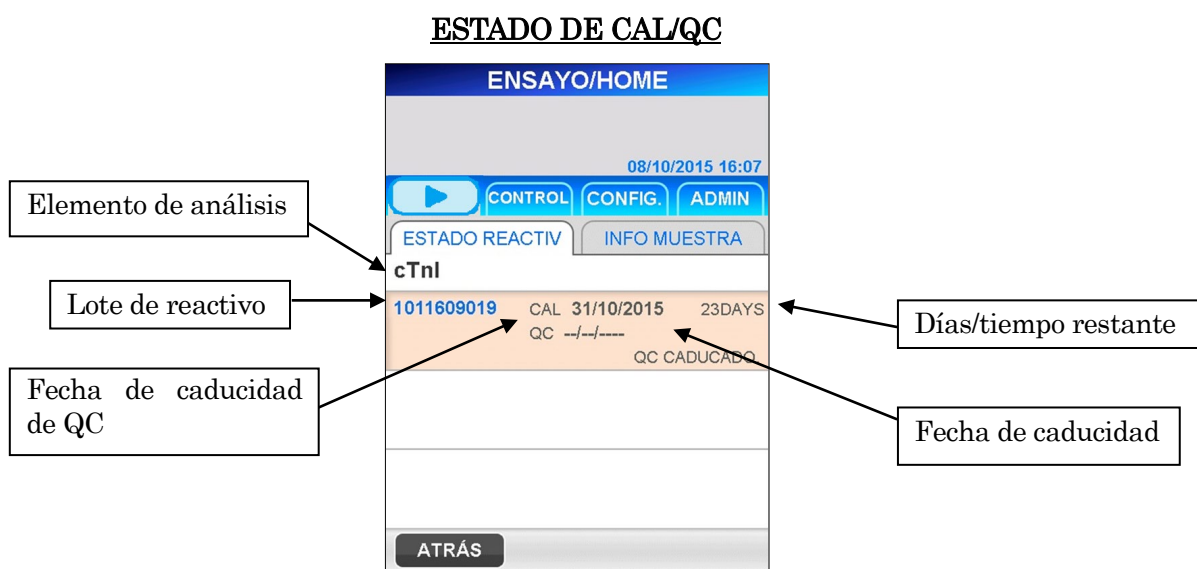 ESTADO DE CAL/QC
ENSAYO/HOME
08/10/2015 16:07
CONTROL CONFIG. ADMIN
ESTADO REACTIV INFO MUESTRA
cTnI
1011609019 CAL 31/10/2015 23DAYS
QC --/--/----
QC CADUCADO
ATRÁS
Elemento de análisis
Lote de reactivo
Fecha de caducidad
de QC
Días/tiempo restante
Fecha de caducidad